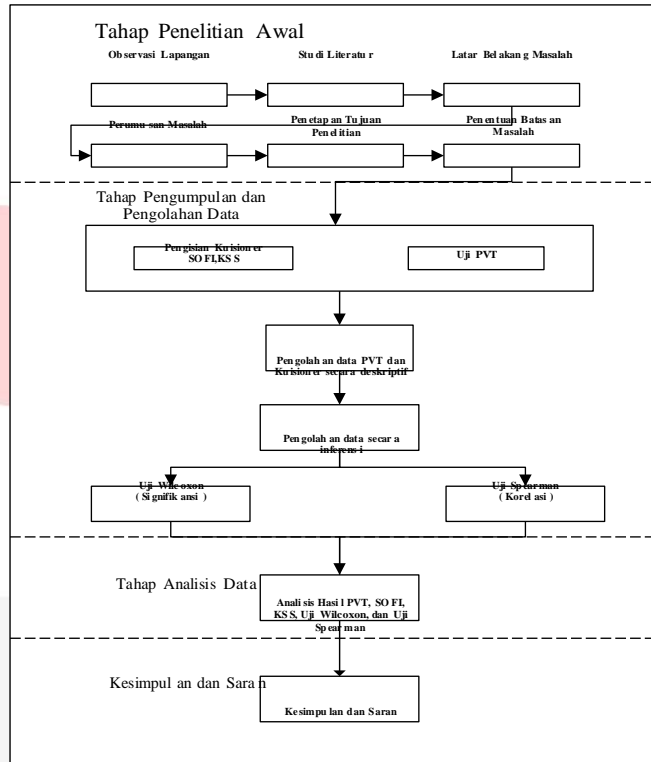 Tahap Penelitian Awal
Observasi Lapangan
Studi Literatur
Latar Belakang Masalah
Perumusan Masalah
Penetapan Tujuan
Penelitian
Penentuan Batasan
Masalah
Tahap Pengumpulan dan
Pengolahan Data
Pengisian Kuisioner
SOFI,KSS
Uji PVT
Pengolahan data PVT dan
Kuisioner secara deskriptif
Pengolahan data secara
inferensi
Uji Wilcoxon
( Signifikansi )
Uji Spearman
( Korelasi )
Tahap Analisis Data
Analisis Hasil PVT, SOFI,
KSS, Uji Wilcoxon, dan Uji
Spearman
Kesimpulan dan Saran
Kesimpulan dan Saran